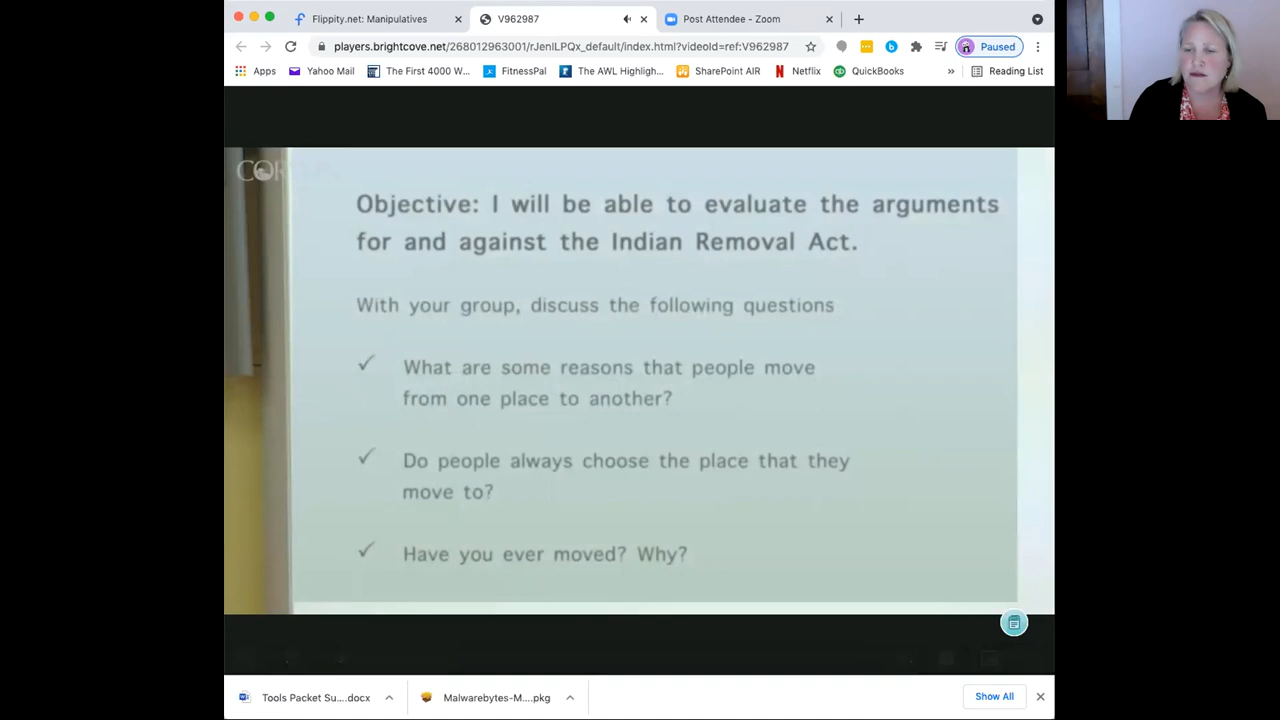 Flippity.net: Manipulatives
V962987
Post Attendee - Zoom
players.brightcove.net/268012963001/rJenILPQx_default/index.html?videoId=ref:V962987
Paused
Apps
Yahoo Mail
The First 4000 W...
FitnessPal
The AWL Highligh...
SharePoint AIR
Netflix
QuickBooks
»
Reading List
Objective: I will be able to evaluate the arguments
for and against the Indian Removal Act.
With your group, discuss the following questions
✓ What are some reasons that people move
from one place to another?
✓ Do people always choose the place that they
move to?
✓ Have you ever moved? Why?
Tools Packet Su....docx
Malwarebytes-M....pkg
Show All